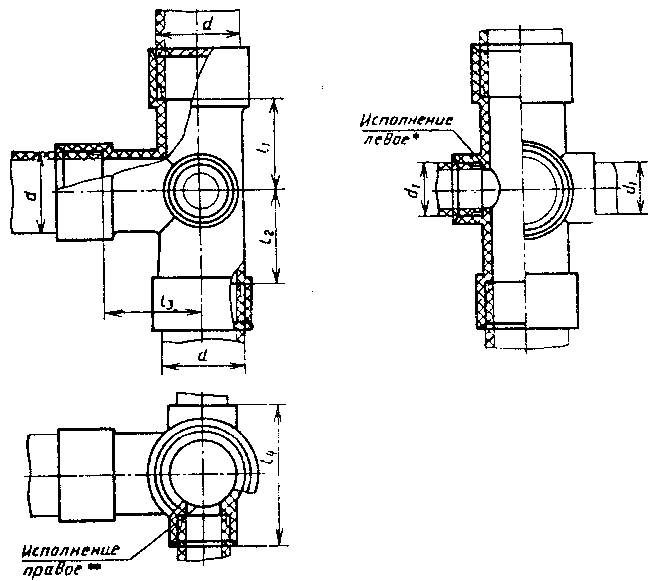 d
l₁
d
l₂
l₃
d
Исполнение
левое*
d₁
d₁
l₄
Исполнение
правое**